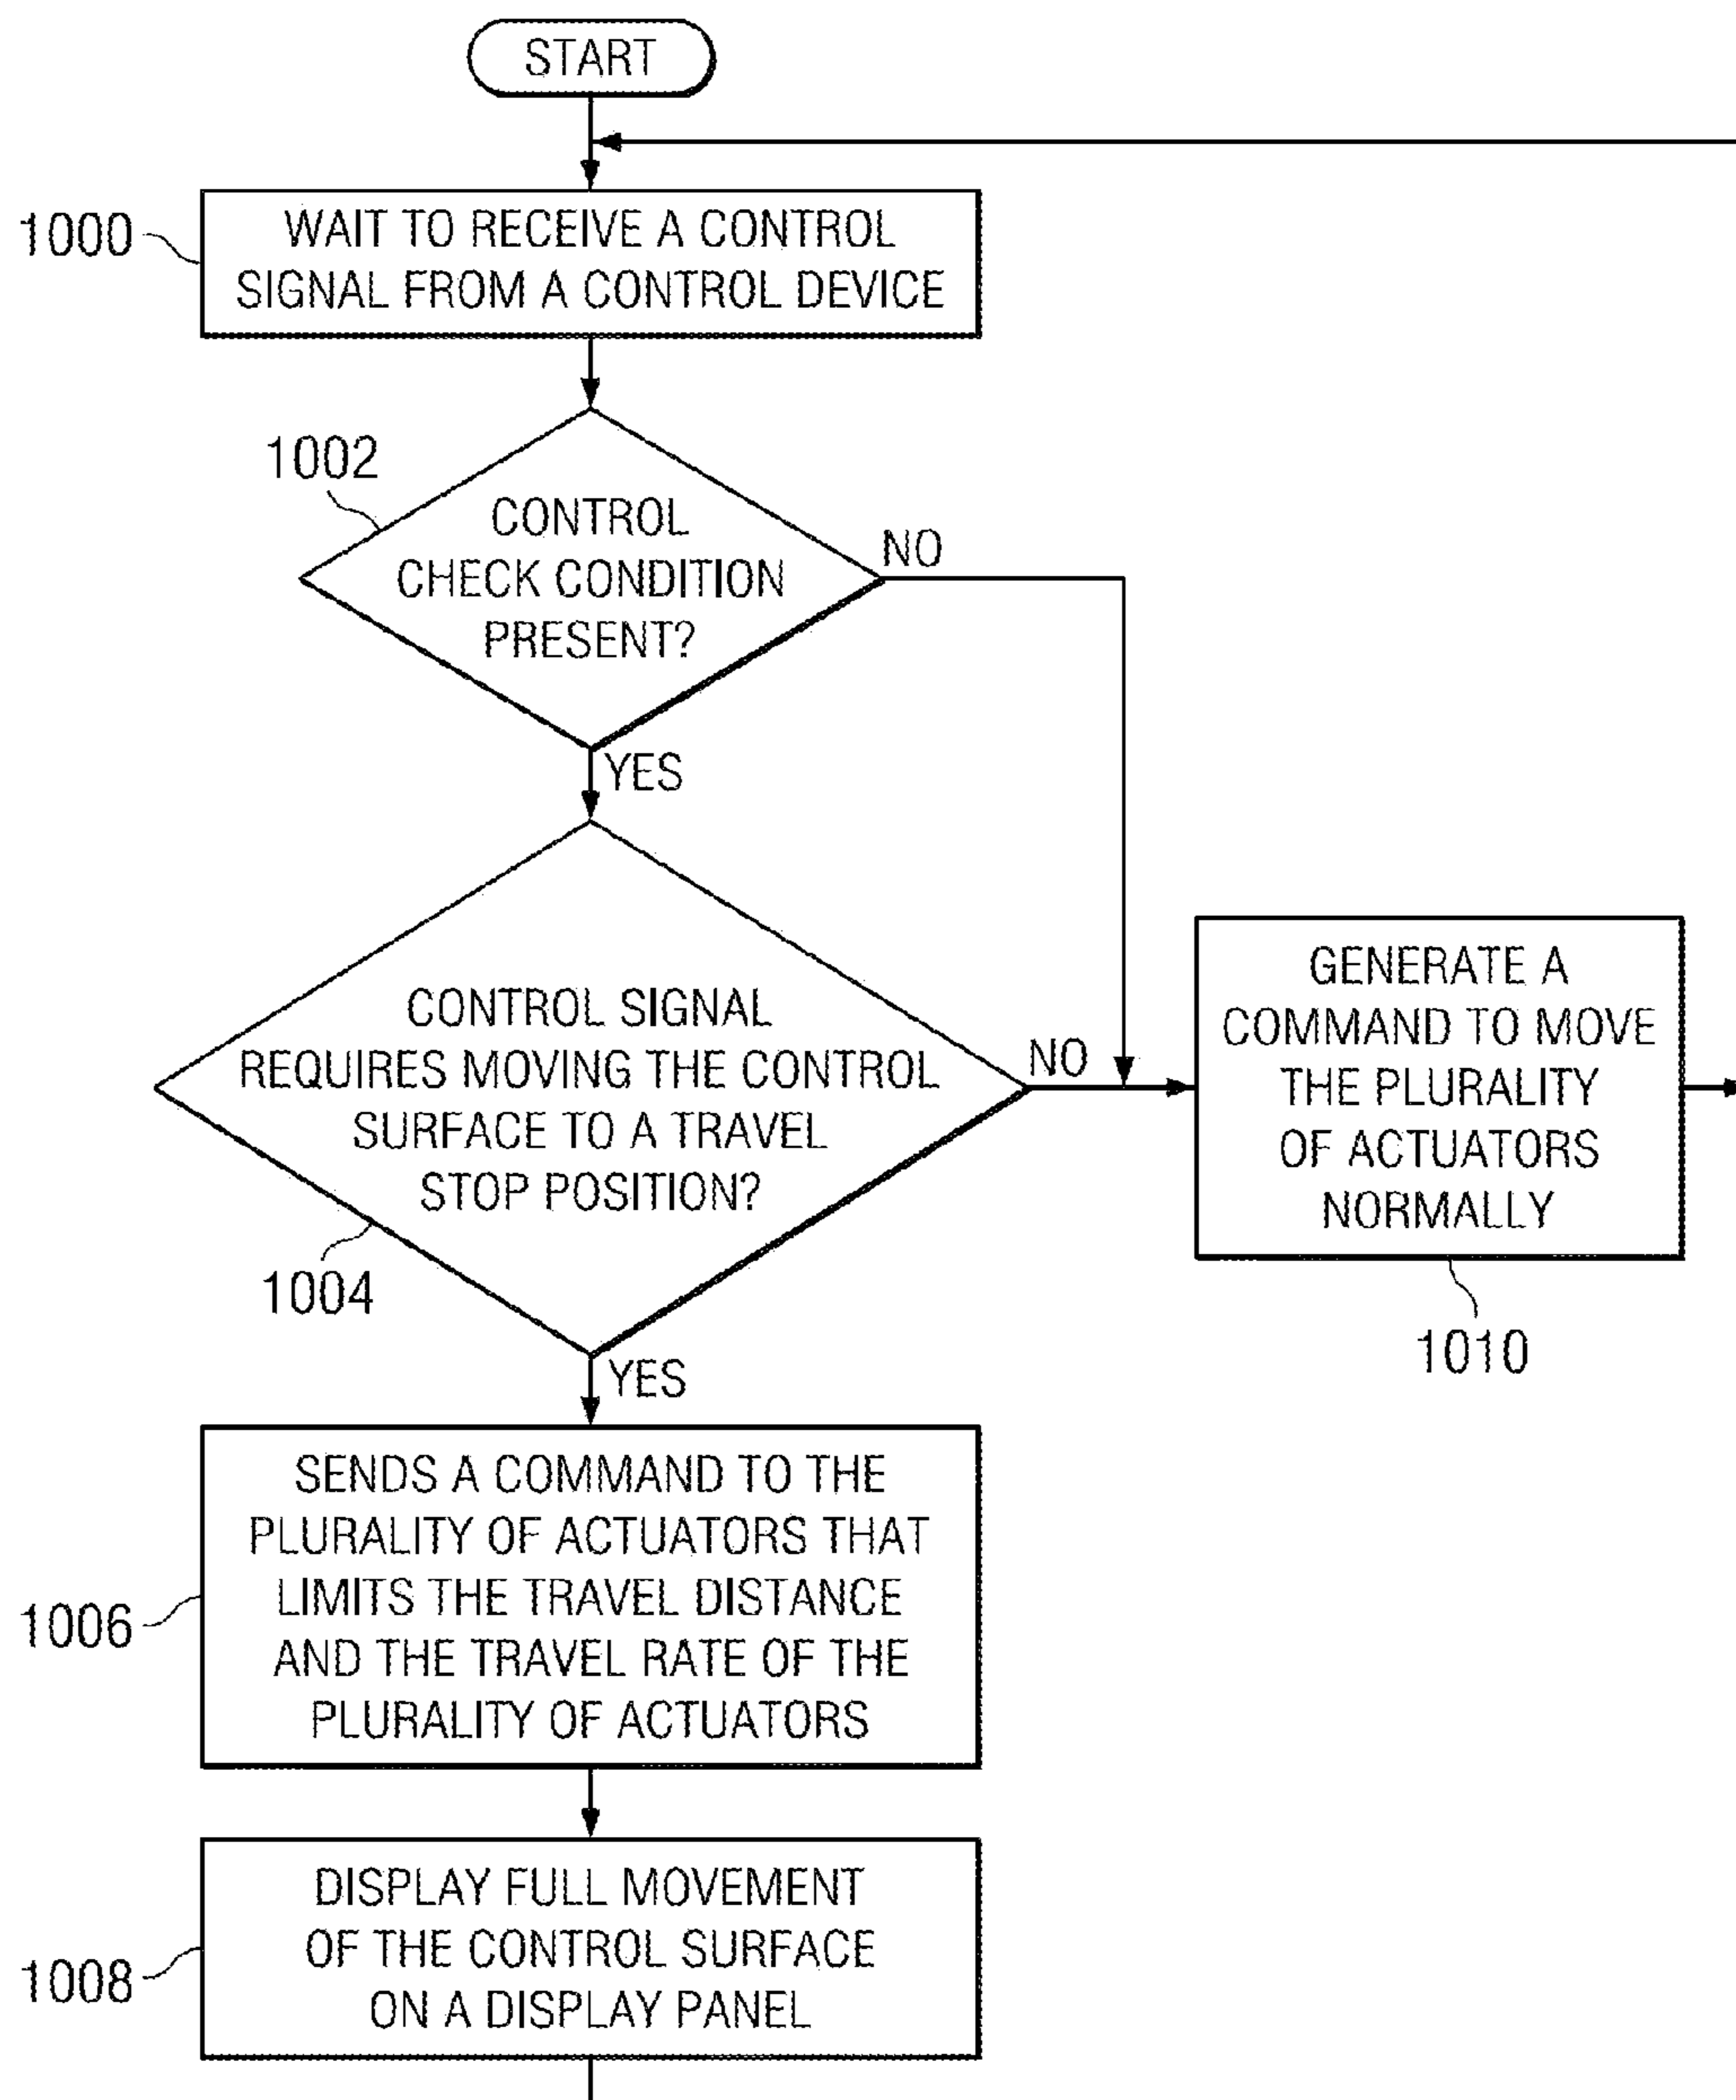 START
1000
WAIT TO RECEIVE A CONTROL
SIGNAL FROM A CONTROL DEVICE
1002
CONTROL
CHECK CONDITION
PRESENT?
NO
YES
CONTROL SIGNAL
REQUIRES MOVING THE CONTROL
SURFACE TO A TRAVEL
STOP POSITION?
NO
1004
YES
GENERATE A
COMMAND TO MOVE
THE PLURALITY
OF ACTUATORS
NORMALLY
1010
SENDS A COMMAND TO THE
PLURALITY OF ACTUATORS THAT
LIMITS THE TRAVEL DISTANCE
AND THE TRAVEL RATE OF THE
PLURALITY OF ACTUATORS
1006
DISPLAY FULL MOVEMENT
OF THE CONTROL SURFACE
ON A DISPLAY PANEL
1008